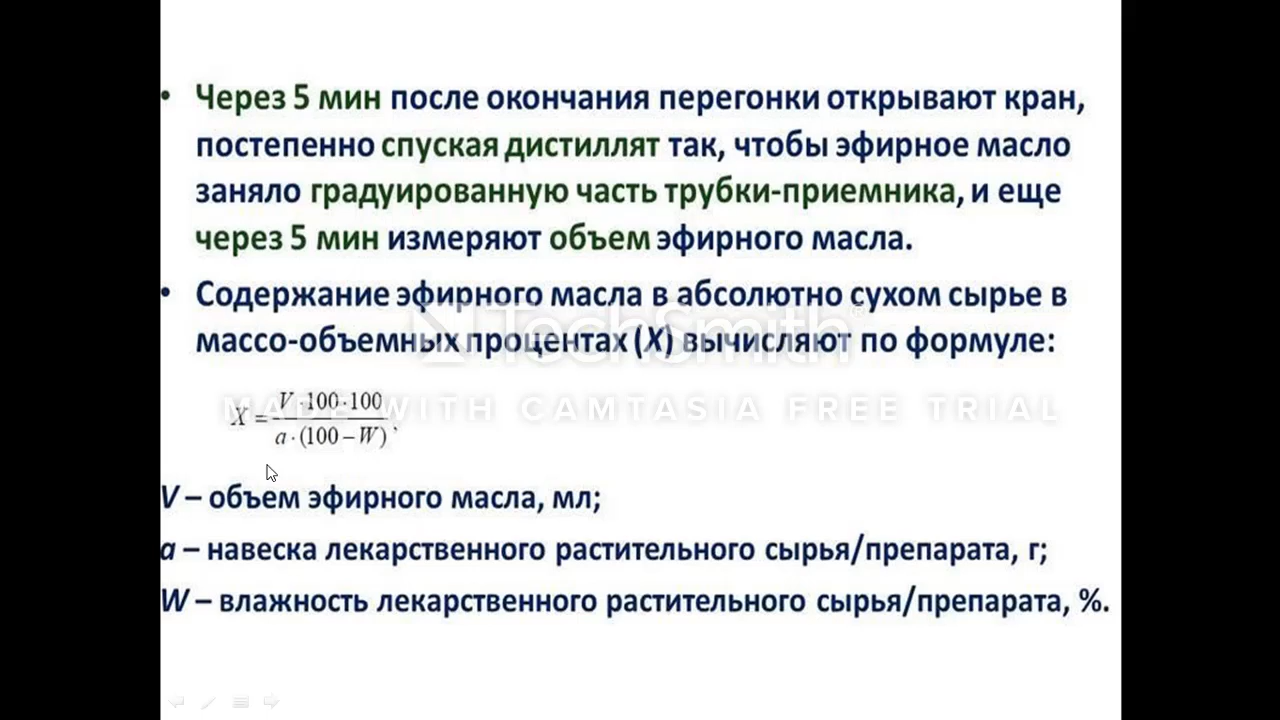 • Через 5 мин после окончания перегонки открывают кран,
постепенно спуская дистиллят так, чтобы эфирное масло
заняло градуированную часть трубки-приемника, и еще
через 5 мин измеряют объем эфирного масла.
• Содержание эфирного масла в абсолютно сухом сырье в
массо-объемных процентах (X) вычисляют по формуле:
TechSmith®
MADE WITH CAMTASIA FREE TRIAL
X = V · 100 · 100 / a · (100 – W) ,
V – объем эфирного масла, мл;
a – навеска лекарственного растительного сырья/препарата, г;
W – влажность лекарственного растительного сырья/препарата, %.